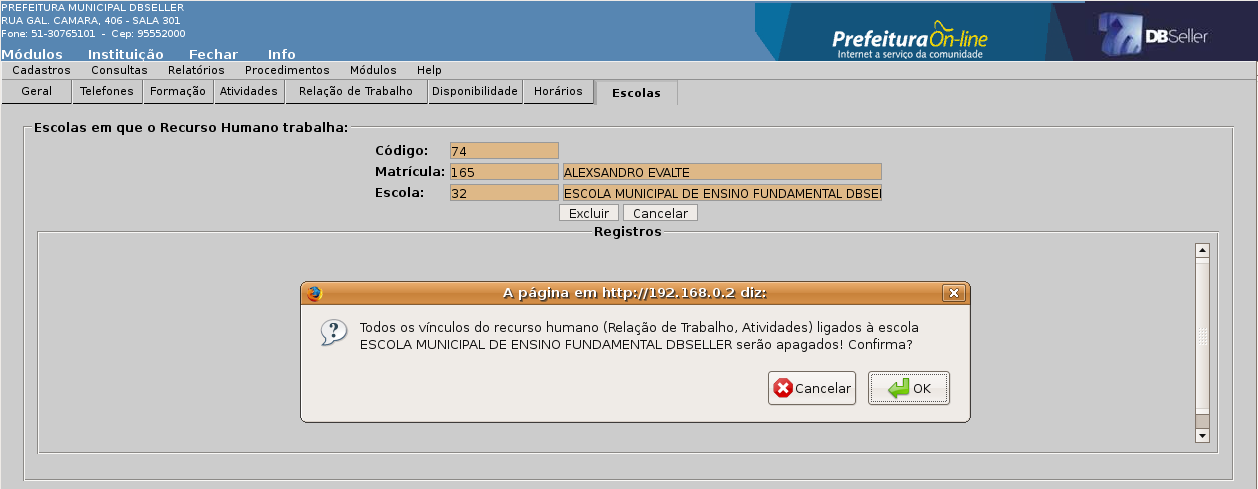 PREFEITURA MUNICIPAL DBSELLER
RUA GAL. CAMARA, 406 - SALA 301
Fone: 51-30765101 - Cep: 95552000
PrefeituraOn-line
Internet a serviço da comunidade
DBSeller
Módulos Instituição Fechar Info
Cadastros Consultas Relatórios Procedimentos Módulos Help
Geral Telefones Formação Atividades Relação de Trabalho Disponibilidade Horários Escolas
Escolas em que o Recurso Humano trabalha:
Código: 74
Matrícula: 165 ALEXSANDRO EVALTE
Escola: 32 ESCOLA MUNICIPAL DE ENSINO FUNDAMENTAL DBSEL
Excluir Cancelar
Registros
A página em http://192.168.0.2 diz:
Todos os vínculos do recurso humano (Relação de Trabalho, Atividades) ligados à escola
ESCOLA MUNICIPAL DE ENSINO FUNDAMENTAL DBSELLER serão apagados! Confirma?
Cancelar OK